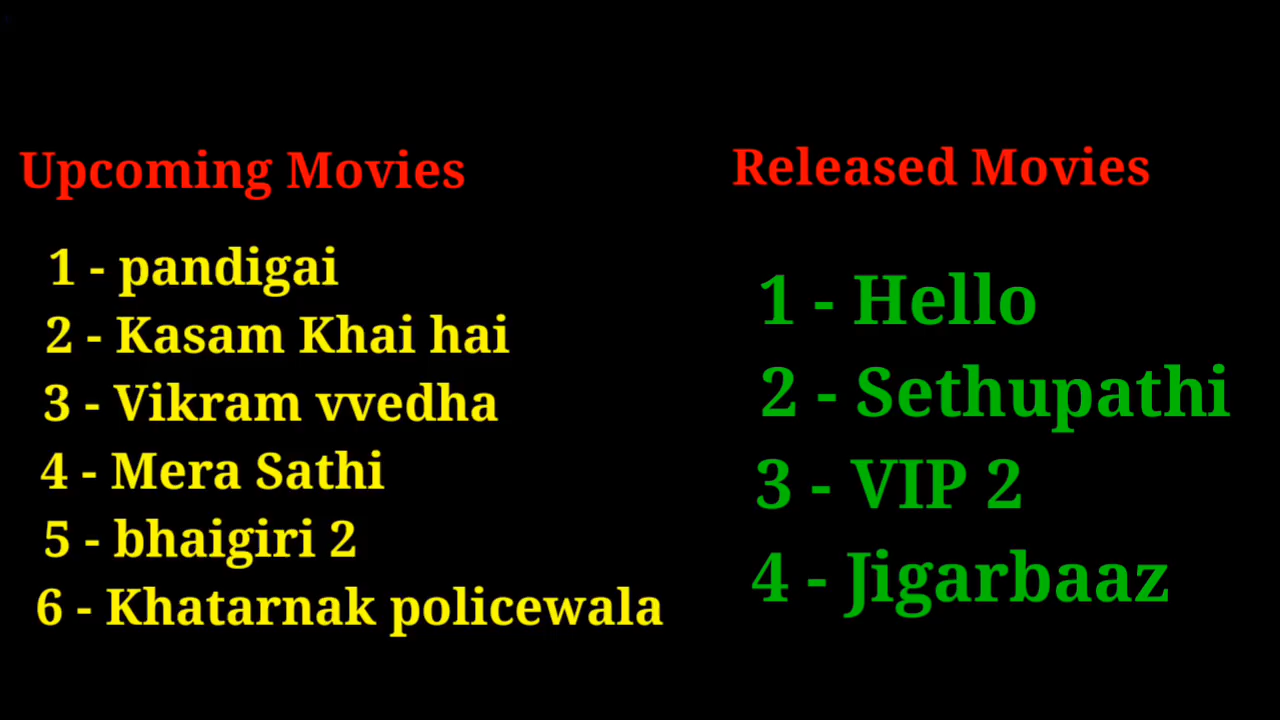 Upcoming Movies
1 - pandigai
2 - Kasam Khai hai
3 - Vikram vvedha
4 - Mera Sathi
5 - bhaigiri 2
6 - Khatarnak policewala
Released Movies
1 - Hello
2 - Sethupathi
3 - VIP 2
4 - Jigarbaaz